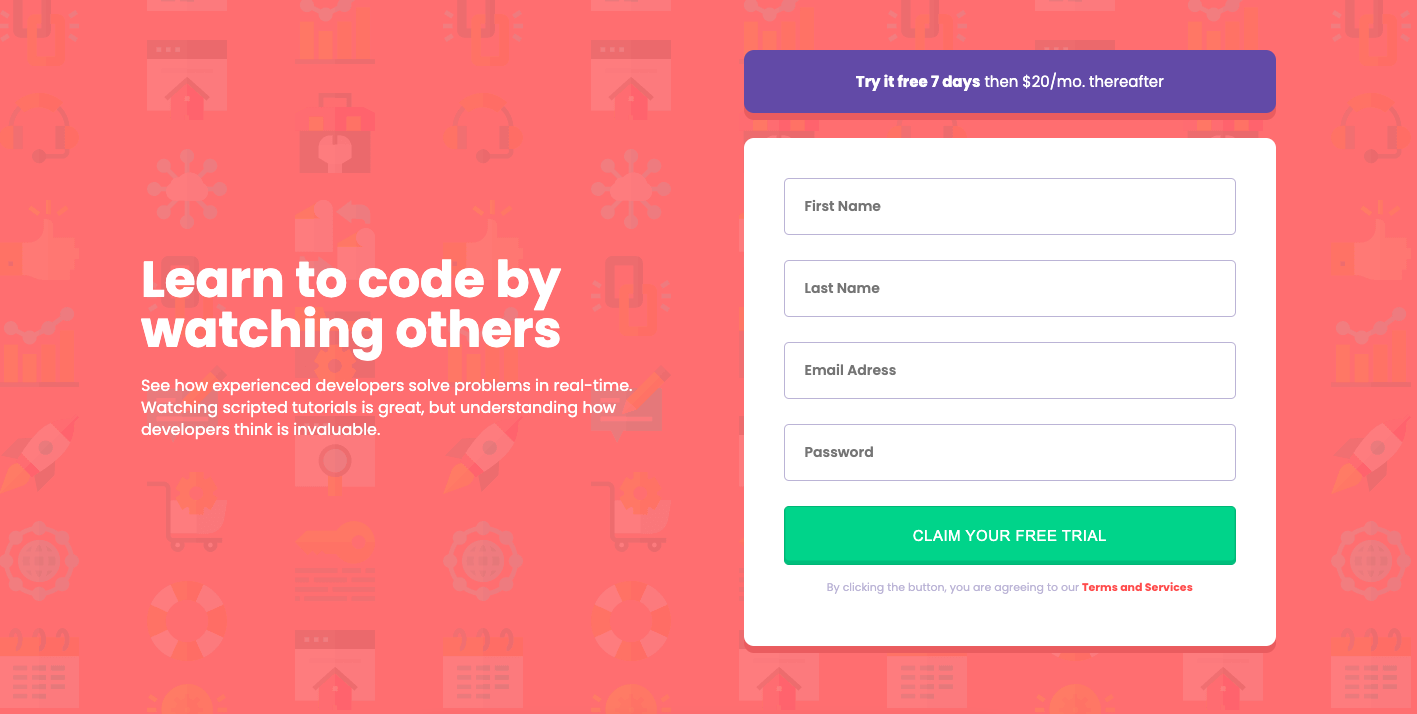 Learn to code by
watching others
See how experienced developers solve problems in real-time.
Watching scripted tutorials is great, but understanding how
developers think is invaluable.
Try it free 7 days then $20/mo. thereafter
First Name
Last Name
Email Adress
Password
CLAIM YOUR FREE TRIAL
By clicking the button, you are agreeing to our Terms and Services